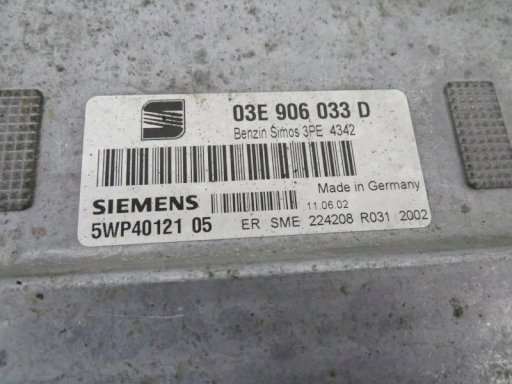 03E 906 033 D
Benzin Simos 3PE 4342
Made in Germany
SIEMENS 11.06.02
5WP40121 05 ER SME 224208 R031 2002